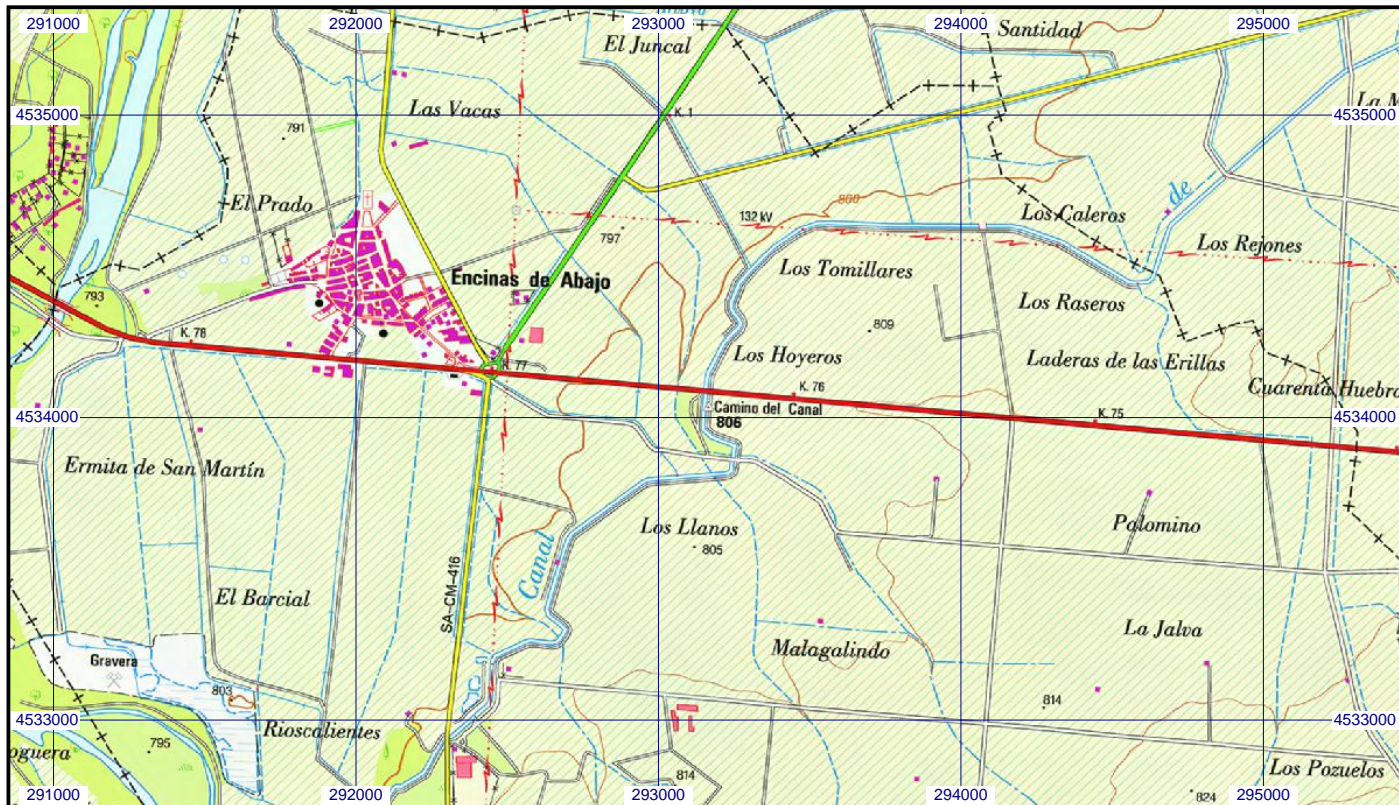 291000
292000
293000
294000
295000
El Juncal
Santidad
Las Vacas
4535000
K. 1
4535000
La M
791
El Prado
132 kV
800
Los Caleros
de
797
Los Rejones
Encinas de Abajo
Los Tomillares
793
Los Raseros
K. 78
809
Los Hoyeros
Laderas de las Erillas
K. 77
K. 76
Cuarenta Huebra
4534000
Camino del Canal
806
K. 75
4534000
Ermita de San Martín
Los Llanos
805
Palomino
Canal
SA-CM-416
El Barcial
La Jalva
Malagalindo
Gravera
803
814
4533000
4533000
Rioscalientes
oguera
795
814
Los Pozuelos
824
291000
292000
293000
294000
295000